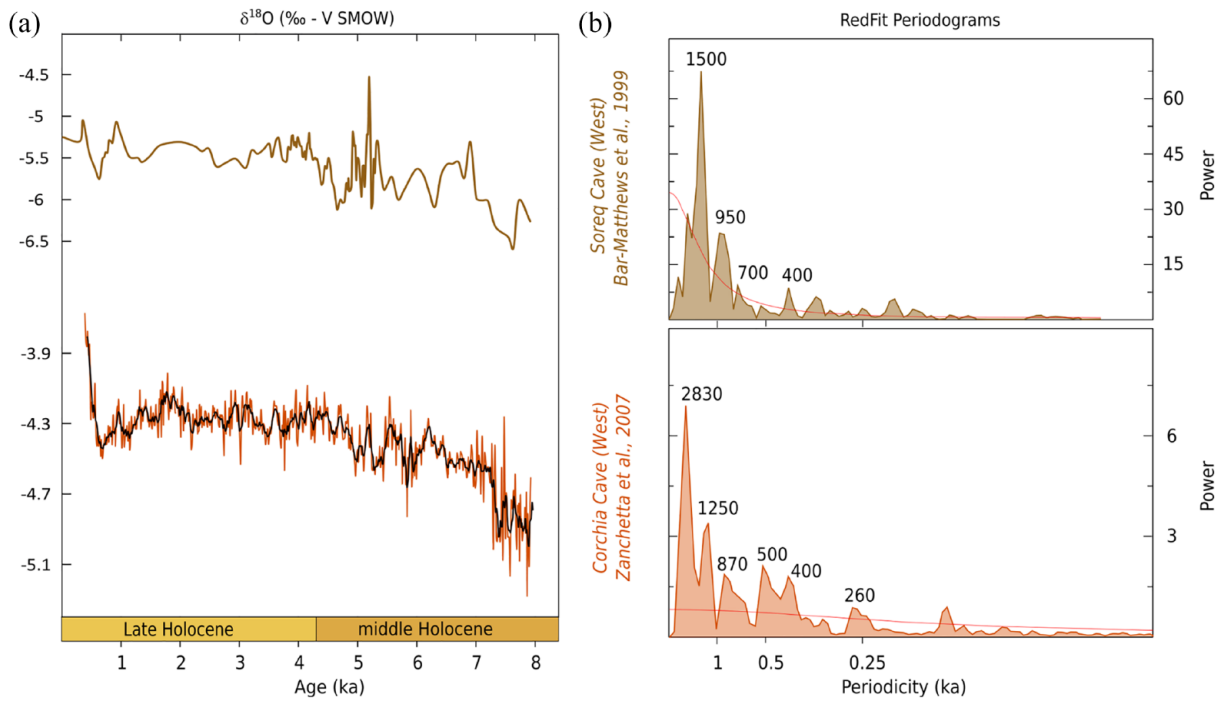 (a)
δ¹⁸O (‰ - V SMOW)
-4.5
-5
-5.5
-6
-6.5
-3.9
-4.3
-4.7
-5.1
Late Holocene
middle Holocene
1 2 3 4 5 6 7 8
Age (ka)
(b)
RedFit Periodograms
Soreq Cave (West)
Bar-Matthews et al., 1999
1500
950
700
400
60
45
30
15
Power
Corchia Cave (West)
Zanchetta et al., 2007
2830
1250
870
500
400
260
6
3
Power
1 0.5 0.25
Periodicity (ka)